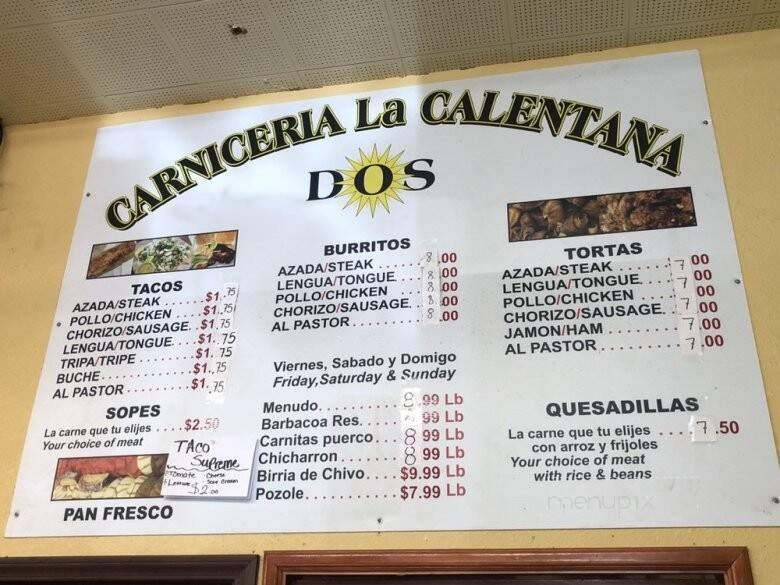 CARNICERIA La CALENTANA
DOS
TACOS
AZADA/STEAK.......$1.75
POLLO/CHICKEN.....$1.75
CHORIZO/SAUSAGE..$1.75
LENGUA/TONGUE....$1.75
TRIPA/TRIPE.........$1.75
BUCHE..............$1.75
AL PASTOR.........$1.75
SOPES
La carne que tu elijes ....$2.50
Your choice of meat
TAco
Supreme
Cheese
Sour Cream
Lettuce
$2.00
PAN FRESCO
BURRITOS
AZADA/STEAK.......8.00
LENGUA/TONGUE....8.00
POLLO/CHICKEN.....8.00
CHORIZO/SAUSAGE..8.00
AL PASTOR.........8.00
Viernes, Sabado y Domigo
Friday,Saturday & Sunday
Menudo..........8.99 Lb
Barbacoa Res....99 Lb
Carnitas puerco...8 99 Lb
Chicharron.......8 99 Lb
Birria de Chivo....$9.99 Lb
Pozole............$7.99 Lb
TORTAS
AZADA/STEAK.......7 00
LENGUA/TONGUE....7 00
POLLO/CHICKEN.....7 00
CHORIZO/SAUSAGE..7.00
JAMON/HAM.........7.00
AL PASTOR..........7.00
QUESADILLAS
La carne que tu elijes ....7.50
con arroz y frijoles
Your choice of meat
with rice & beans
menupix